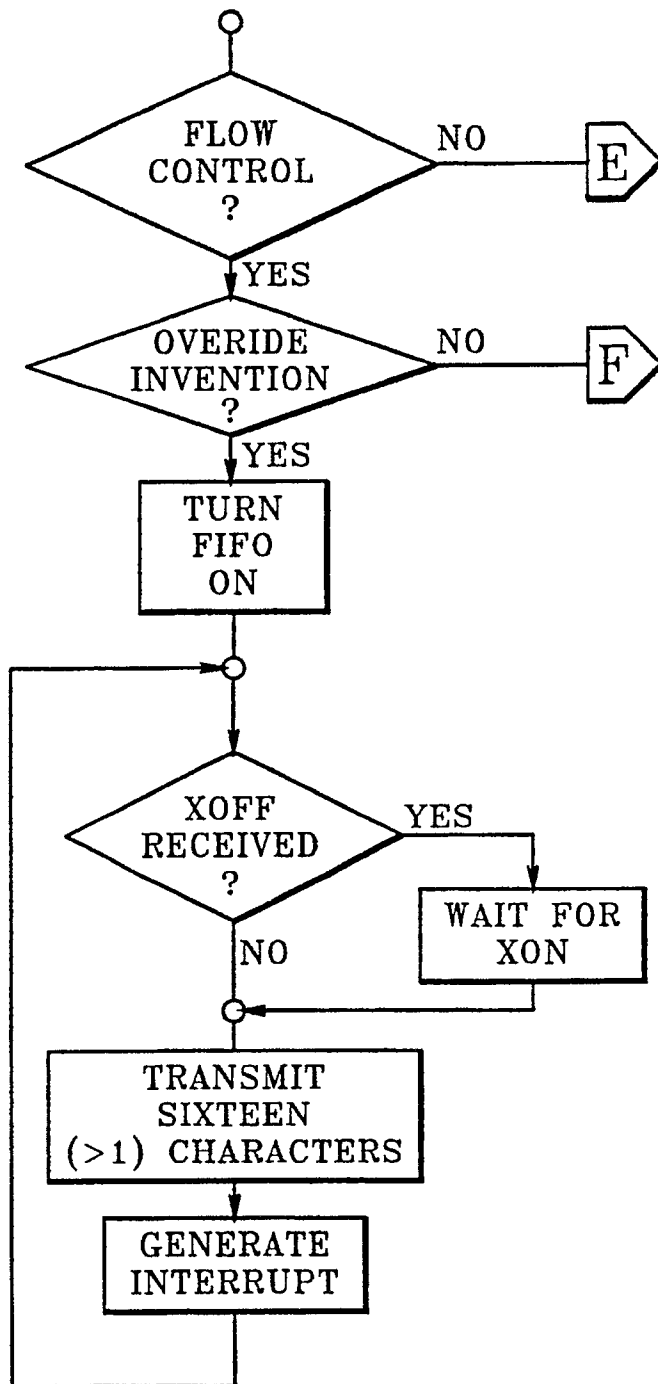 FLOW
CONTROL
?
NO
E
YES
OVERIDE
INVENTION
?
NO
F
YES
TURN
FIFO
ON
XOFF
RECEIVED
?
YES
WAIT FOR
XON
NO
TRANSMIT
SIXTEEN
(>1) CHARACTERS
GENERATE
INTERRUPT